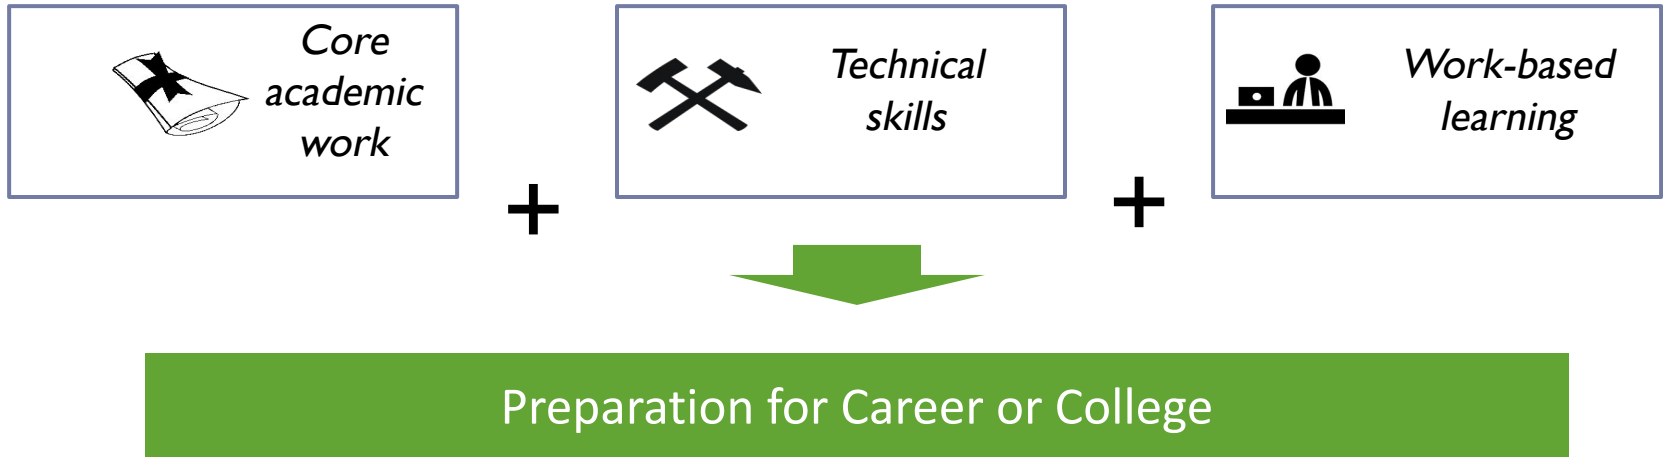 Core
academic
work
+
Technical
skills
+
Work-based
learning
Preparation for Career or College